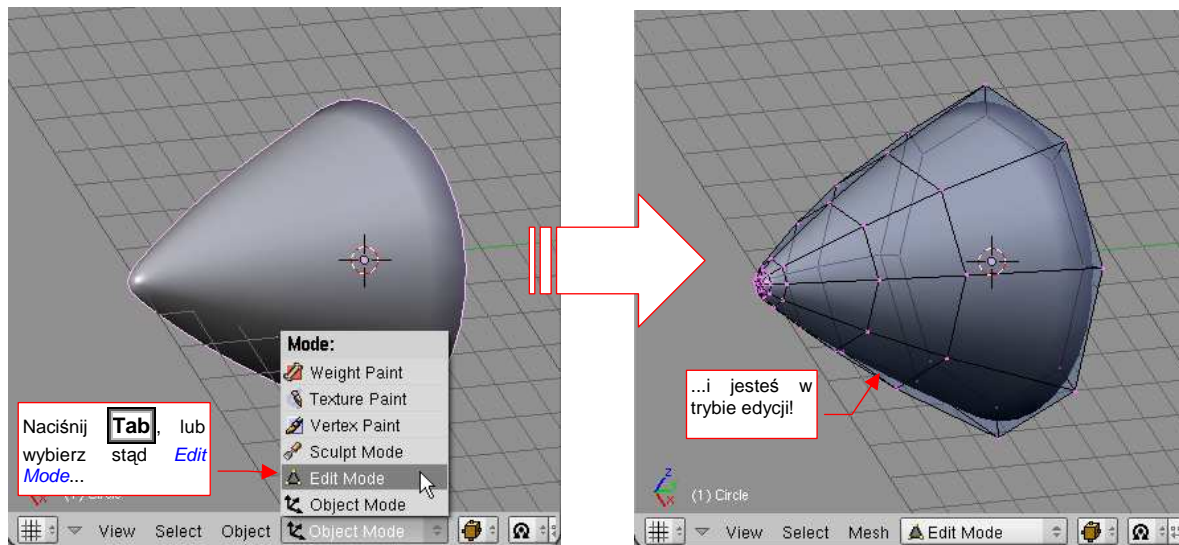 Mode:
Weight Paint
Texture Paint
Vertex Paint
Sculpt Mode
Edit Mode
Object Mode
Naciśnij Tab, lub
wybierz stąd Edit
Mode...
View Select Object Object Mode
...i jesteś w
trybie edycji!
z
x
(1) Circle
View Select Mesh Edit Mode